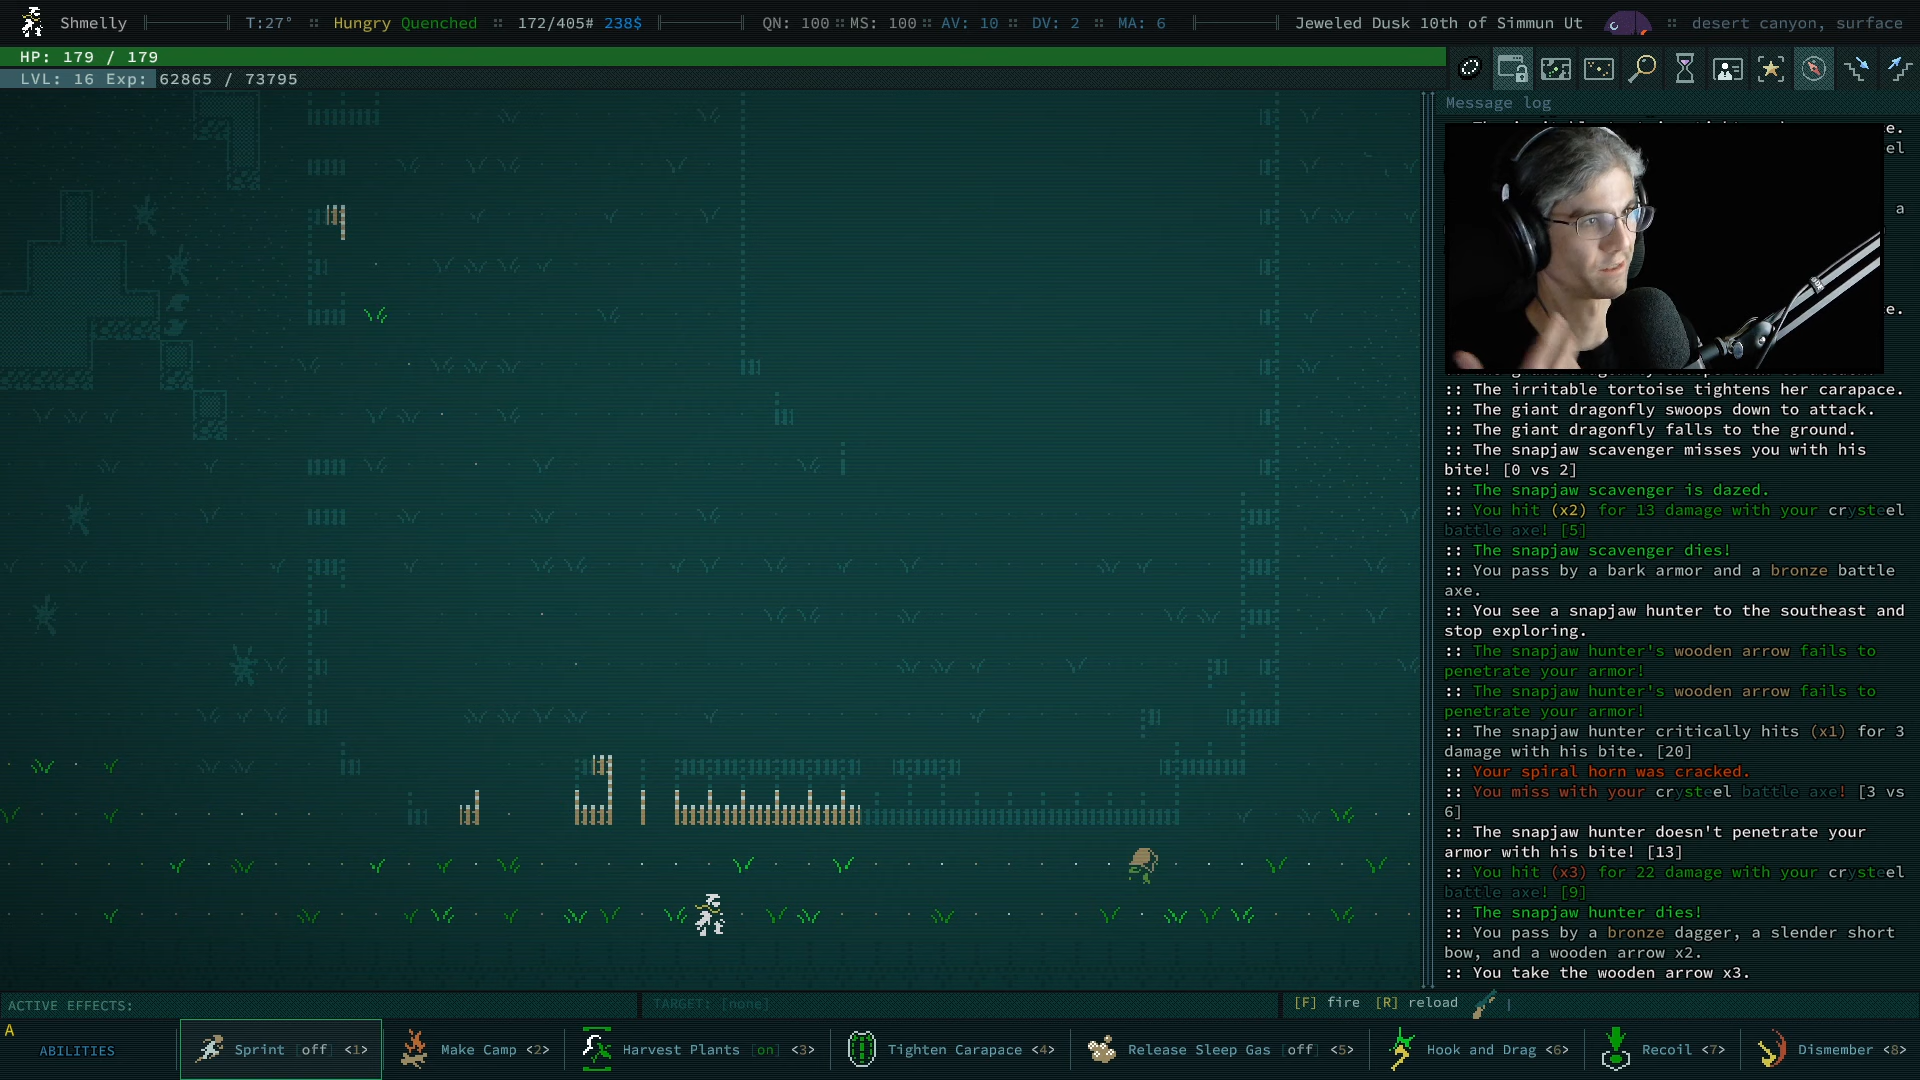 Shmelly T:27° :: Hungry Quenched :: 172/405# 238$ QN: 100 :: MS: 100 :: AV: 10 :: DV: 2 :: MA: 6 Jeweled Dusk 10th of Simmun Ut :: desert canyon, surface
HP: 179 / 179
LVL: 16 Exp: 62865 / 73795
Message log
e.
el
a
e.
:: The irritable tortoise tightens her carapace.
:: The giant dragonfly swoops down to attack.
:: The giant dragonfly falls to the ground.
:: The snapjaw scavenger misses you with his
bite! [0 vs 2]
:: The snapjaw scavenger is dazed.
:: You hit (x2) for 13 damage with your crysteel
battle axe! [5]
:: The snapjaw scavenger dies!
:: You pass by a bark armor and a bronze battle
axe.
:: You see a snapjaw hunter to the southeast and
stop exploring.
:: The snapjaw hunter's wooden arrow fails to
penetrate your armor!
:: The snapjaw hunter's wooden arrow fails to
penetrate your armor!
:: The snapjaw hunter critically hits (x1) for 3
damage with his bite. [20]
:: Your spiral horn was cracked.
:: You miss with your crysteel battle axe! [3 vs
6]
:: The snapjaw hunter doesn't penetrate your
armor with his bite! [13]
:: You hit (x3) for 22 damage with your crysteel
battle axe! [9]
:: The snapjaw hunter dies!
:: You pass by a bronze dagger, a slender short
bow, and a wooden arrow x2.
:: You take the wooden arrow x3.
ACTIVE EFFECTS: TARGET: [none] [F] fire [R] reload
A
ABILITIES Sprint [off] <1> Make Camp <2> Harvest Plants [on] <3> Tighten Carapace <4> Release Sleep Gas [off] <5> Hook and Drag <6> Recoil <7> Dismember <8>